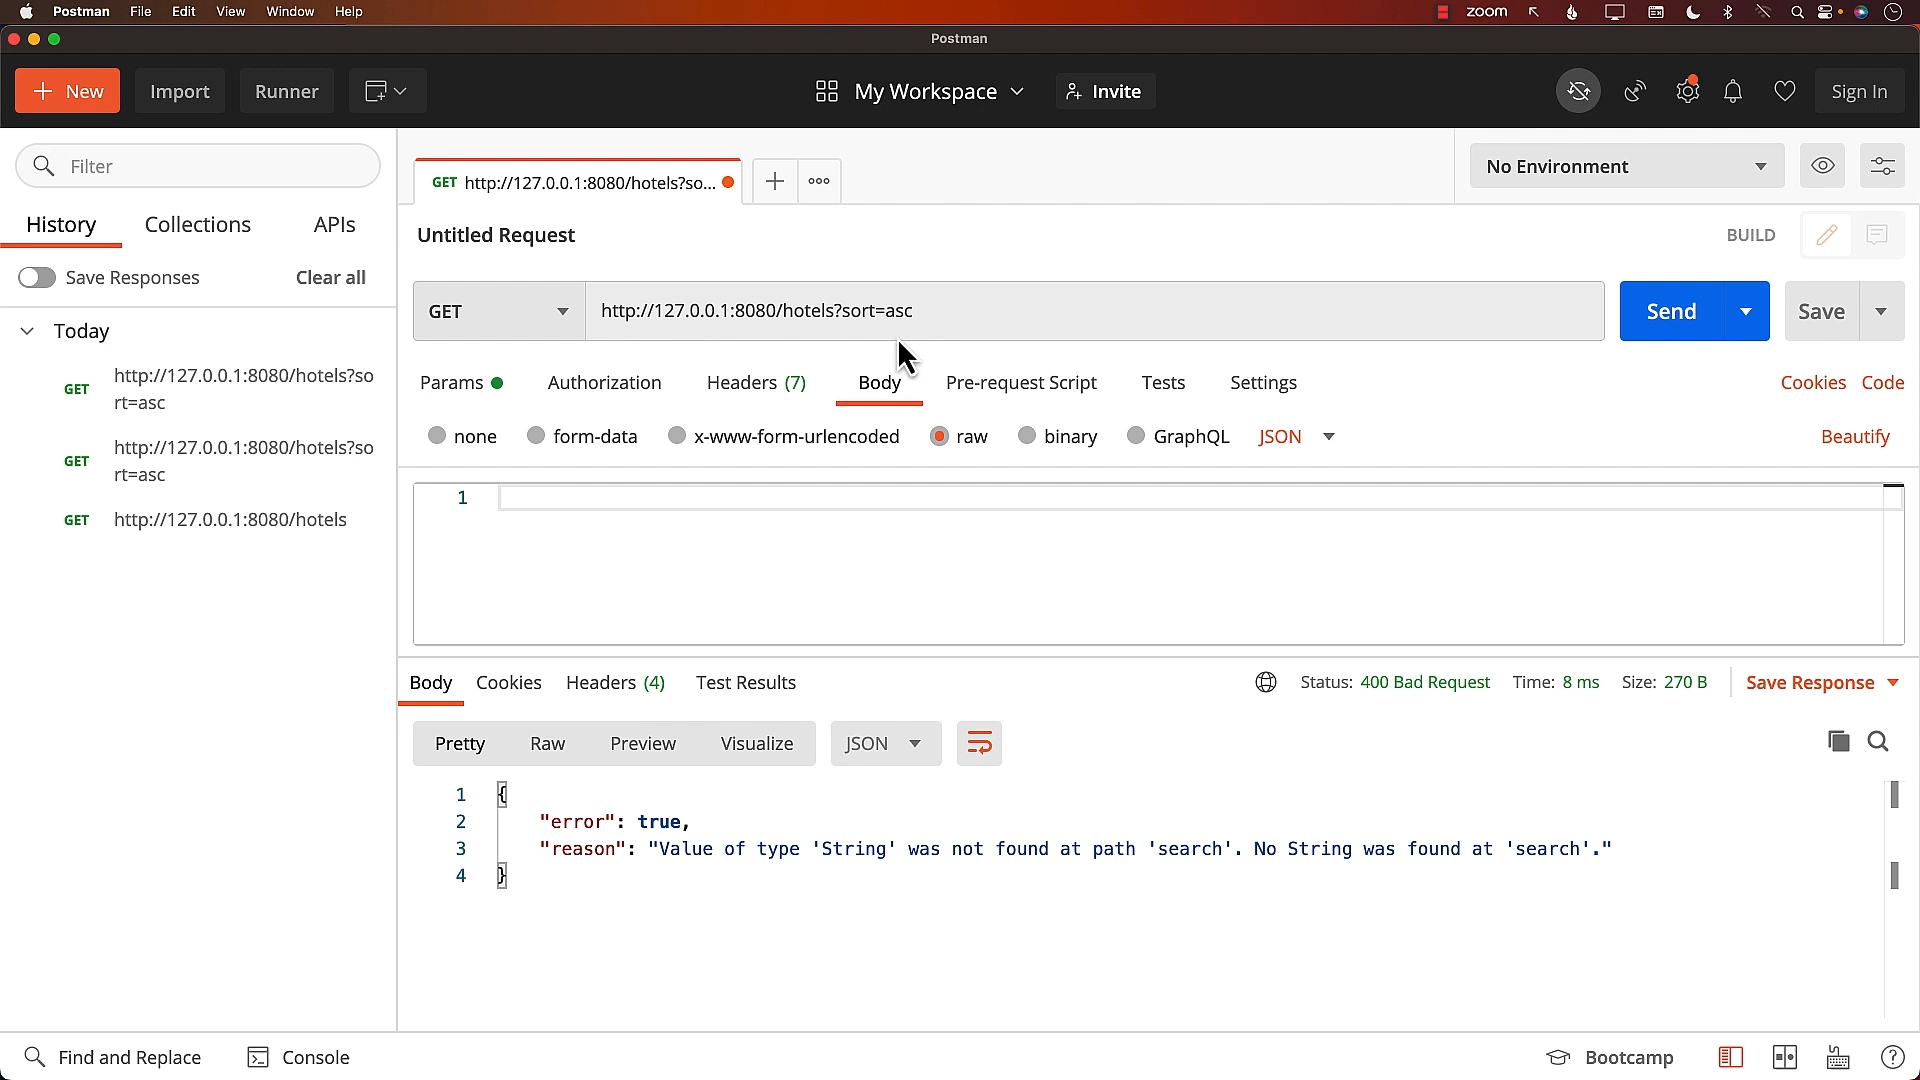 Postman File Edit View Window Help zoom
Postman
New Import Runner My Workspace Invite Sign In
Filter
History Collections APIs
Save Responses Clear all
Today
GET http://127.0.0.1:8080/hotels?so
rt=asc
GET http://127.0.0.1:8080/hotels?so
rt=asc
GET http://127.0.0.1:8080/hotels
GET http://127.0.0.1:8080/hotels?so...
No Environment
Untitled Request BUILD
GET http://127.0.0.1:8080/hotels?sort=asc Send Save
Params Authorization Headers (7) Body Pre-request Script Tests Settings Cookies Code
none form-data x-www-form-urlencoded raw binary GraphQL JSON Beautify
1
Body Cookies Headers (4) Test Results Status: 400 Bad Request Time: 8 ms Size: 270 B Save Response
Pretty Raw Preview Visualize JSON
1 {
2 "error": true,
3 "reason": "Value of type 'String' was not found at path 'search'. No String was found at 'search'."
4 }
Find and Replace Console Bootcamp